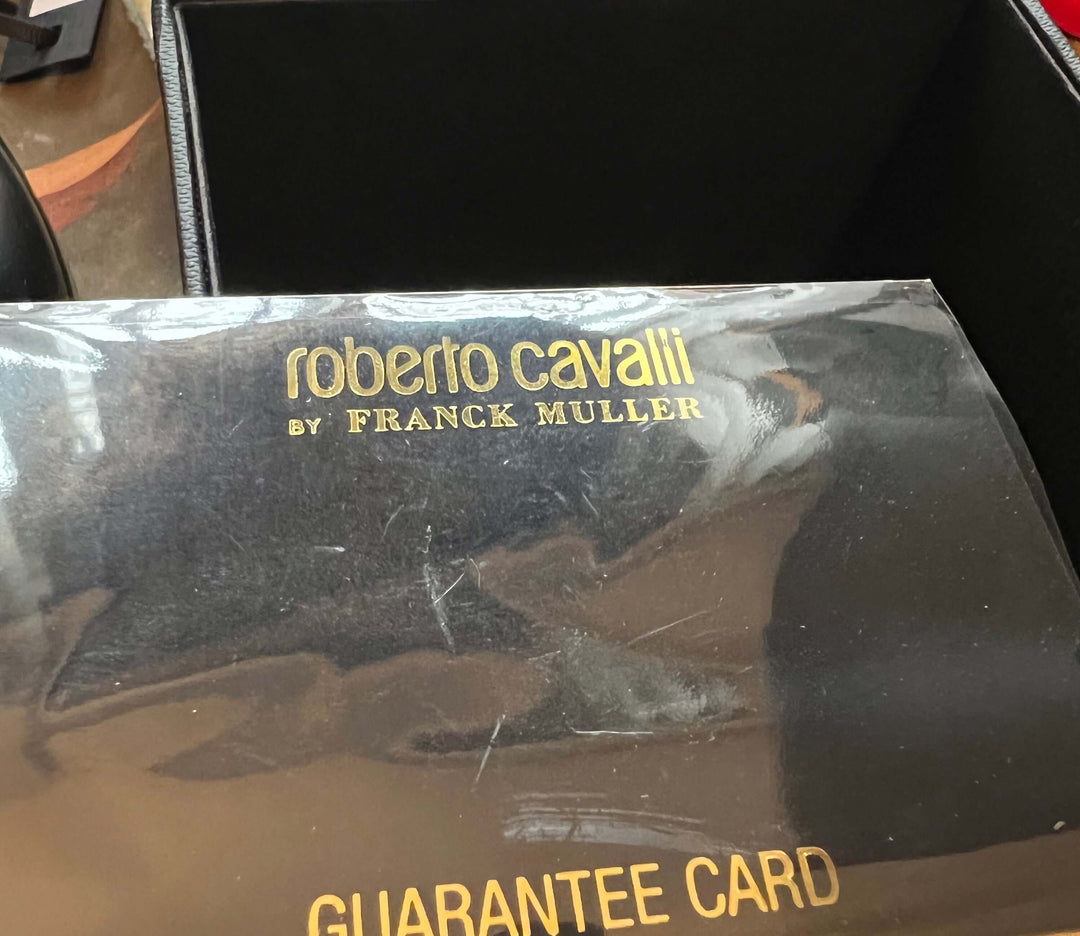 roberto cavalli
BY FRANCK MULLER
GUARANTEE CARD